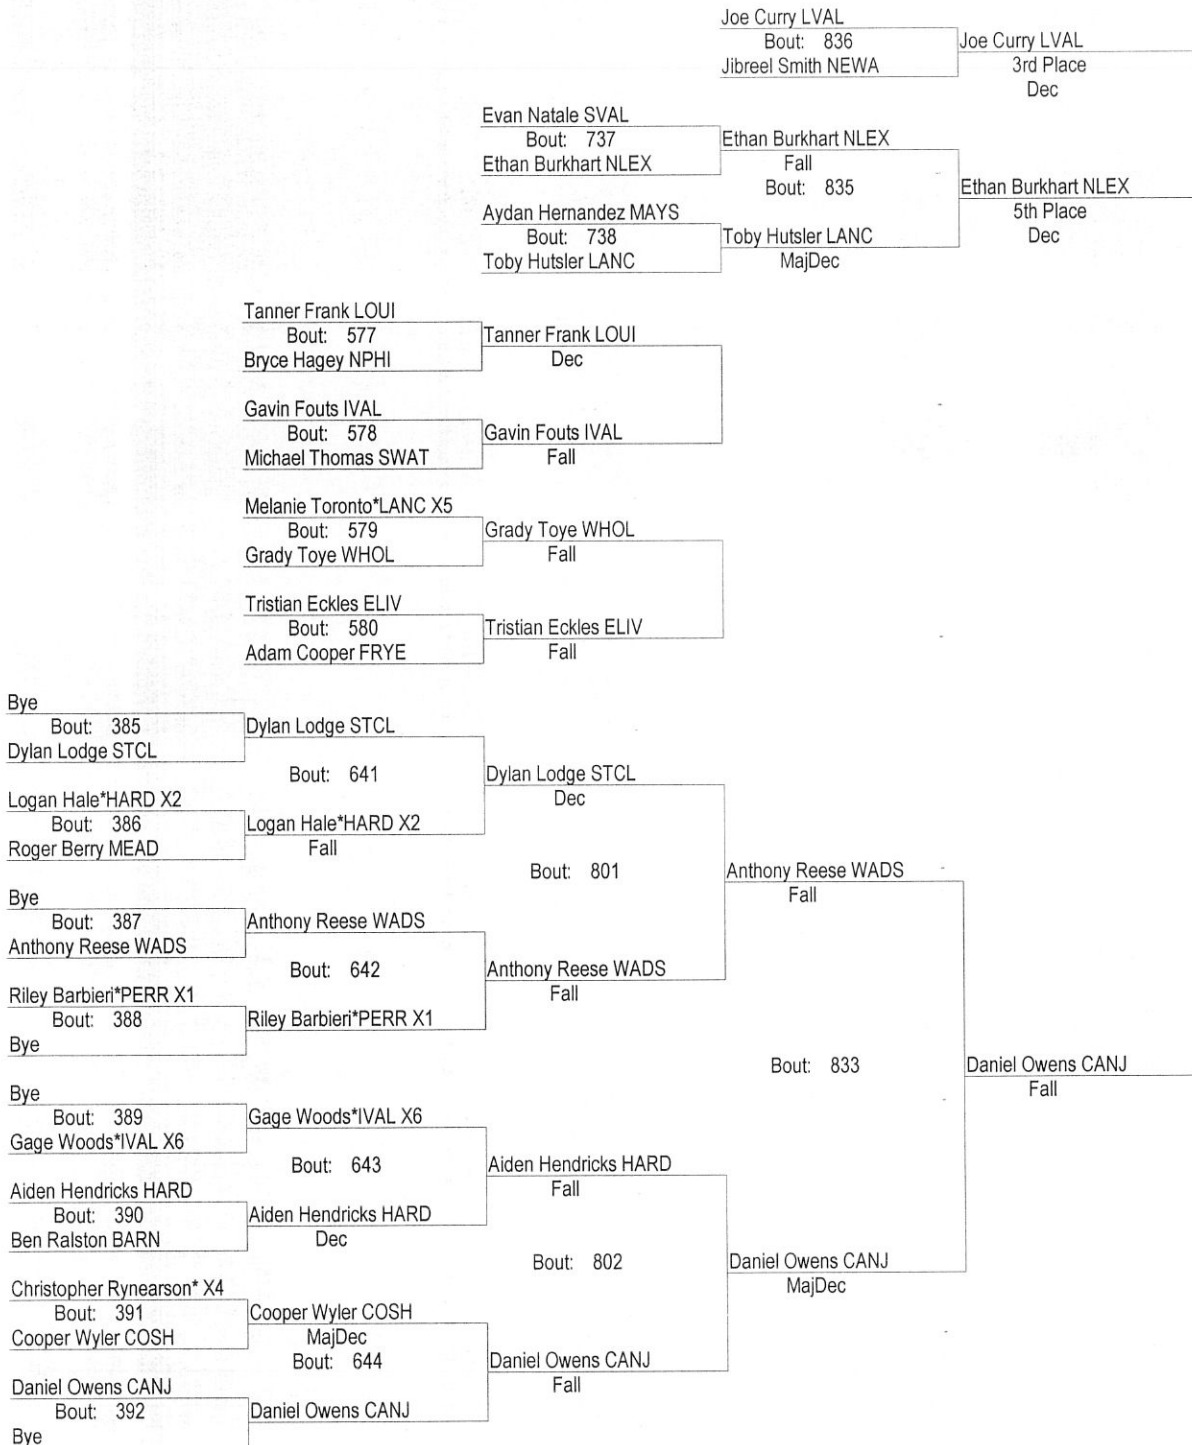 Joe Curry LVAL
Bout: 836
Jibreel Smith NEWA
Joe Curry LVAL
3rd Place
Dec
Evan Natale SVAL
Bout: 737
Ethan Burkhart NLEX
Ethan Burkhart NLEX
Fall
Bout: 835
Ethan Burkhart NLEX
5th Place
Dec
Aydan Hernandez MAYS
Bout: 738
Toby Hutsler LANC
Toby Hutsler LANC
MajDec
Tanner Frank LOUI
Bout: 577
Bryce Hagey NPHI
Tanner Frank LOUI
Dec
Gavin Fouts IVAL
Bout: 578
Michael Thomas SWAT
Gavin Fouts IVAL
Fall
Melanie Toronto*LANC X5
Bout: 579
Grady Toye WHOL
Grady Toye WHOL
Fall
Tristian Eckles ELIV
Bout: 580
Adam Cooper FRYE
Tristian Eckles ELIV
Fall
Bye
Bout: 385
Dylan Lodge STCL
Dylan Lodge STCL
Bout: 641
Dylan Lodge STCL
Dec
Logan Hale*HARD X2
Bout: 386
Roger Berry MEAD
Logan Hale*HARD X2
Fall
Bout: 801
Anthony Reese WADS
Fall
Bye
Bout: 387
Anthony Reese WADS
Anthony Reese WADS
Bout: 642
Anthony Reese WADS
Fall
Riley Barbieri*PERR X1
Bout: 388
Bye
Riley Barbieri*PERR X1
Bout: 833
Daniel Owens CANJ
Fall
Bye
Bout: 389
Gage Woods*IVAL X6
Gage Woods*IVAL X6
Bout: 643
Aiden Hendricks HARD
Fall
Aiden Hendricks HARD
Bout: 390
Ben Ralston BARN
Aiden Hendricks HARD
Dec
Bout: 802
Daniel Owens CANJ
MajDec
Christopher Rynearson* X4
Bout: 391
Cooper Wyler COSH
Cooper Wyler COSH
MajDec
Bout: 644
Daniel Owens CANJ
Fall
Daniel Owens CANJ
Bout: 392
Bye
Daniel Owens CANJ